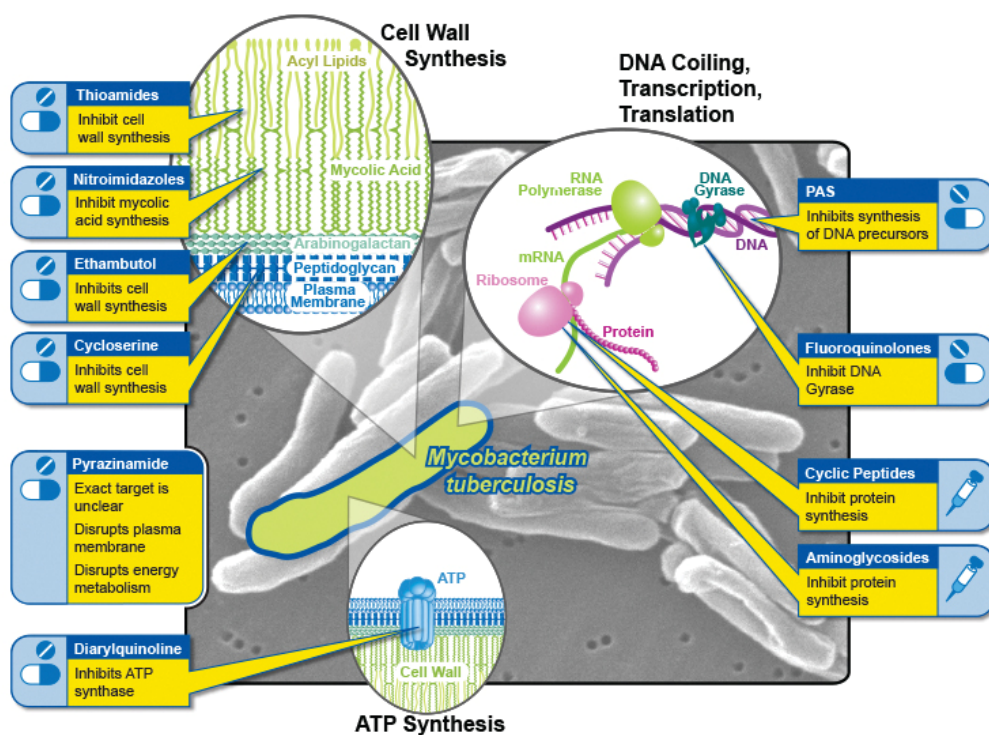 Cell Wall
Synthesis
Acyl Lipids
Mycolic Acid
Arabinogalactan
Peptidoglycan
Plasma
Membrane
Thioamides
Inhibit cell
wall synthesis
Nitroimidazoles
Inhibit mycolic
acid synthesis
Ethambutol
Inhibits cell
wall synthesis
Cycloserine
Inhibits cell
wall synthesis
Pyrazinamide
Exact target is
unclear
Disrupts plasma
membrane
Disrupts energy
metabolism
Diarylquinoline
Inhibits ATP
synthase
Mycobacterium
tuberculosis
ATP
Cell Wall
ATP Synthesis
DNA Coiling,
Transcription,
Translation
RNA
Polymerase
DNA
Gyrase
DNA
mRNA
Ribosome
Protein
PAS
Inhibits synthesis
of DNA precursors
Fluoroquinolones
Inhibit DNA
Gyrase
Cyclic Peptides
Inhibit protein
synthesis
Aminoglycosides
Inhibit protein
synthesis